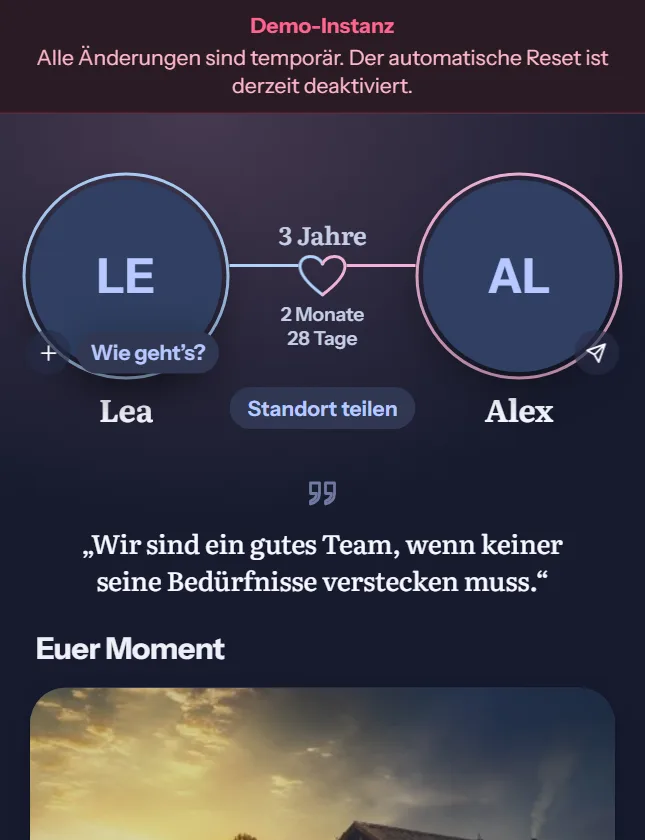 Demo-Instanz
Alle Änderungen sind temporär. Der automatische Reset ist
derzeit deaktiviert.
LE
3 Jahre
2 Monate
28 Tage
AL
Wie geht's?
Lea
Standort teilen
Alex
„Wir sind ein gutes Team, wenn keiner
seine Bedürfnisse verstecken muss.“
Euer Moment